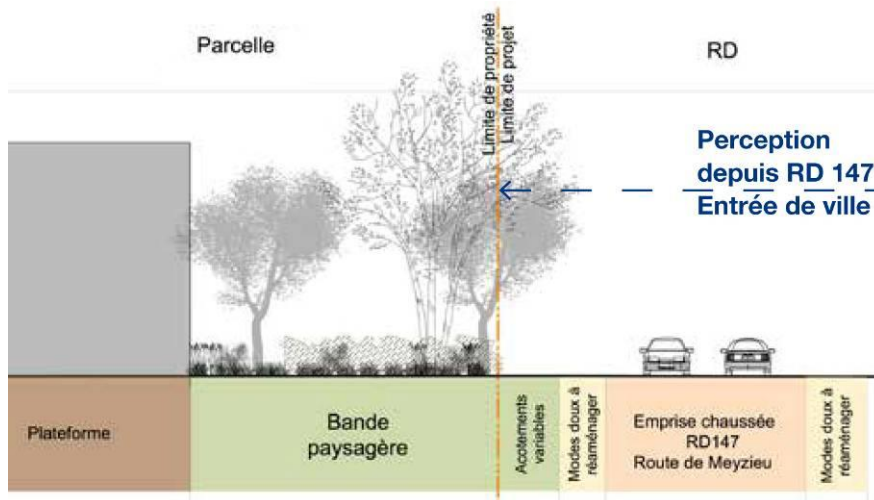 Parcelle
RD
Limite de propriété
Limite de projet
Perception
depuis RD 147
Entrée de ville
Plateforme
Bande
paysagère
Acotements
variables
Modes doux à
réaménager
Emprise chaussée
RD147
Route de Meyzieu
Modes doux à
réaménager